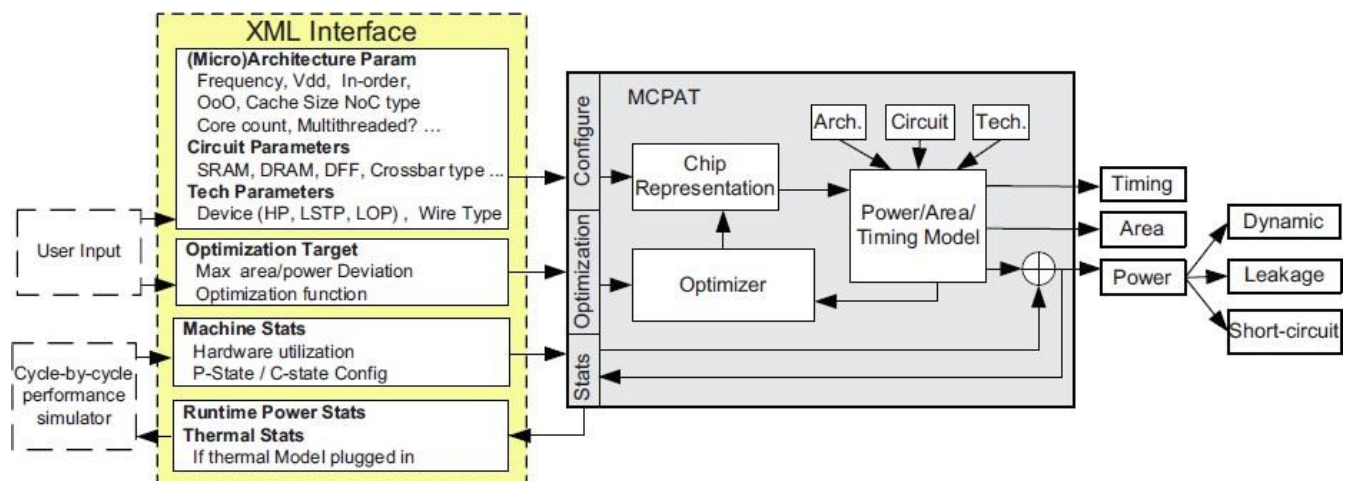 XML Interface
(Micro)Architecture Param
Frequency, Vdd, In-order,
OoO, Cache Size NoC type
Core count, Multithreaded? ...
Circuit Parameters
SRAM, DRAM, DFF, Crossbar type ...
Tech Parameters
Device (HP, LSTP, LOP) , Wire Type
User Input
Optimization Target
Max area/power Deviation
Optimization function
Machine Stats
Hardware utilization
P-State / C-state Config
Cycle-by-cycle
performance
simulator
Runtime Power Stats
Thermal Stats
If thermal Model plugged in
Configure
Optimization
Stats
MCPAT
Arch.
Circuit
Tech.
Chip
Representation
Power/Area/
Timing Model
Optimizer
Timing
Area
Power
Dynamic
Leakage
Short-circuit